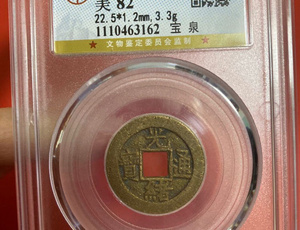 美 82
22.5*1.2mm, 3.3g
1110463162 宝 泉
★文物鉴定委员会监制★
光
寶 通
緒